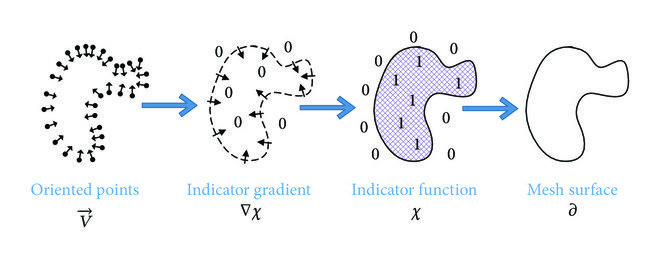 0 0 0 0 0 0 0
0 0 0 0 0 0 0 1 1 1 1 1
Oriented points Indicator gradient Indicator function Mesh surface
V⃗ ∇χ χ ∂